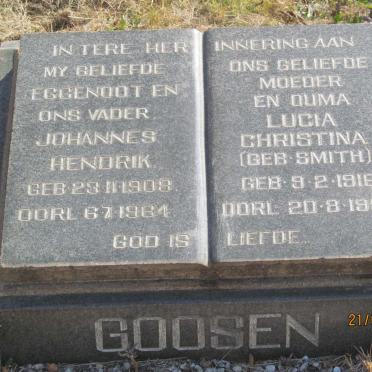 IN TERE HER
MY GELIEFDE
EGGENOOT EN
ONS VADER
JOHANNES
HENDRIK
GEB 23·11·1909
OORL 6·7·1964
GOD IS
INNERING AAN
ONS GELIEFDE
MOEDER
EN OUMA
LUCIA
CHRISTINA
(GEB·SMITH)
GEB 9·2·1916
OORL 20·8·19
LIEFDE...
GOOSEN
21/